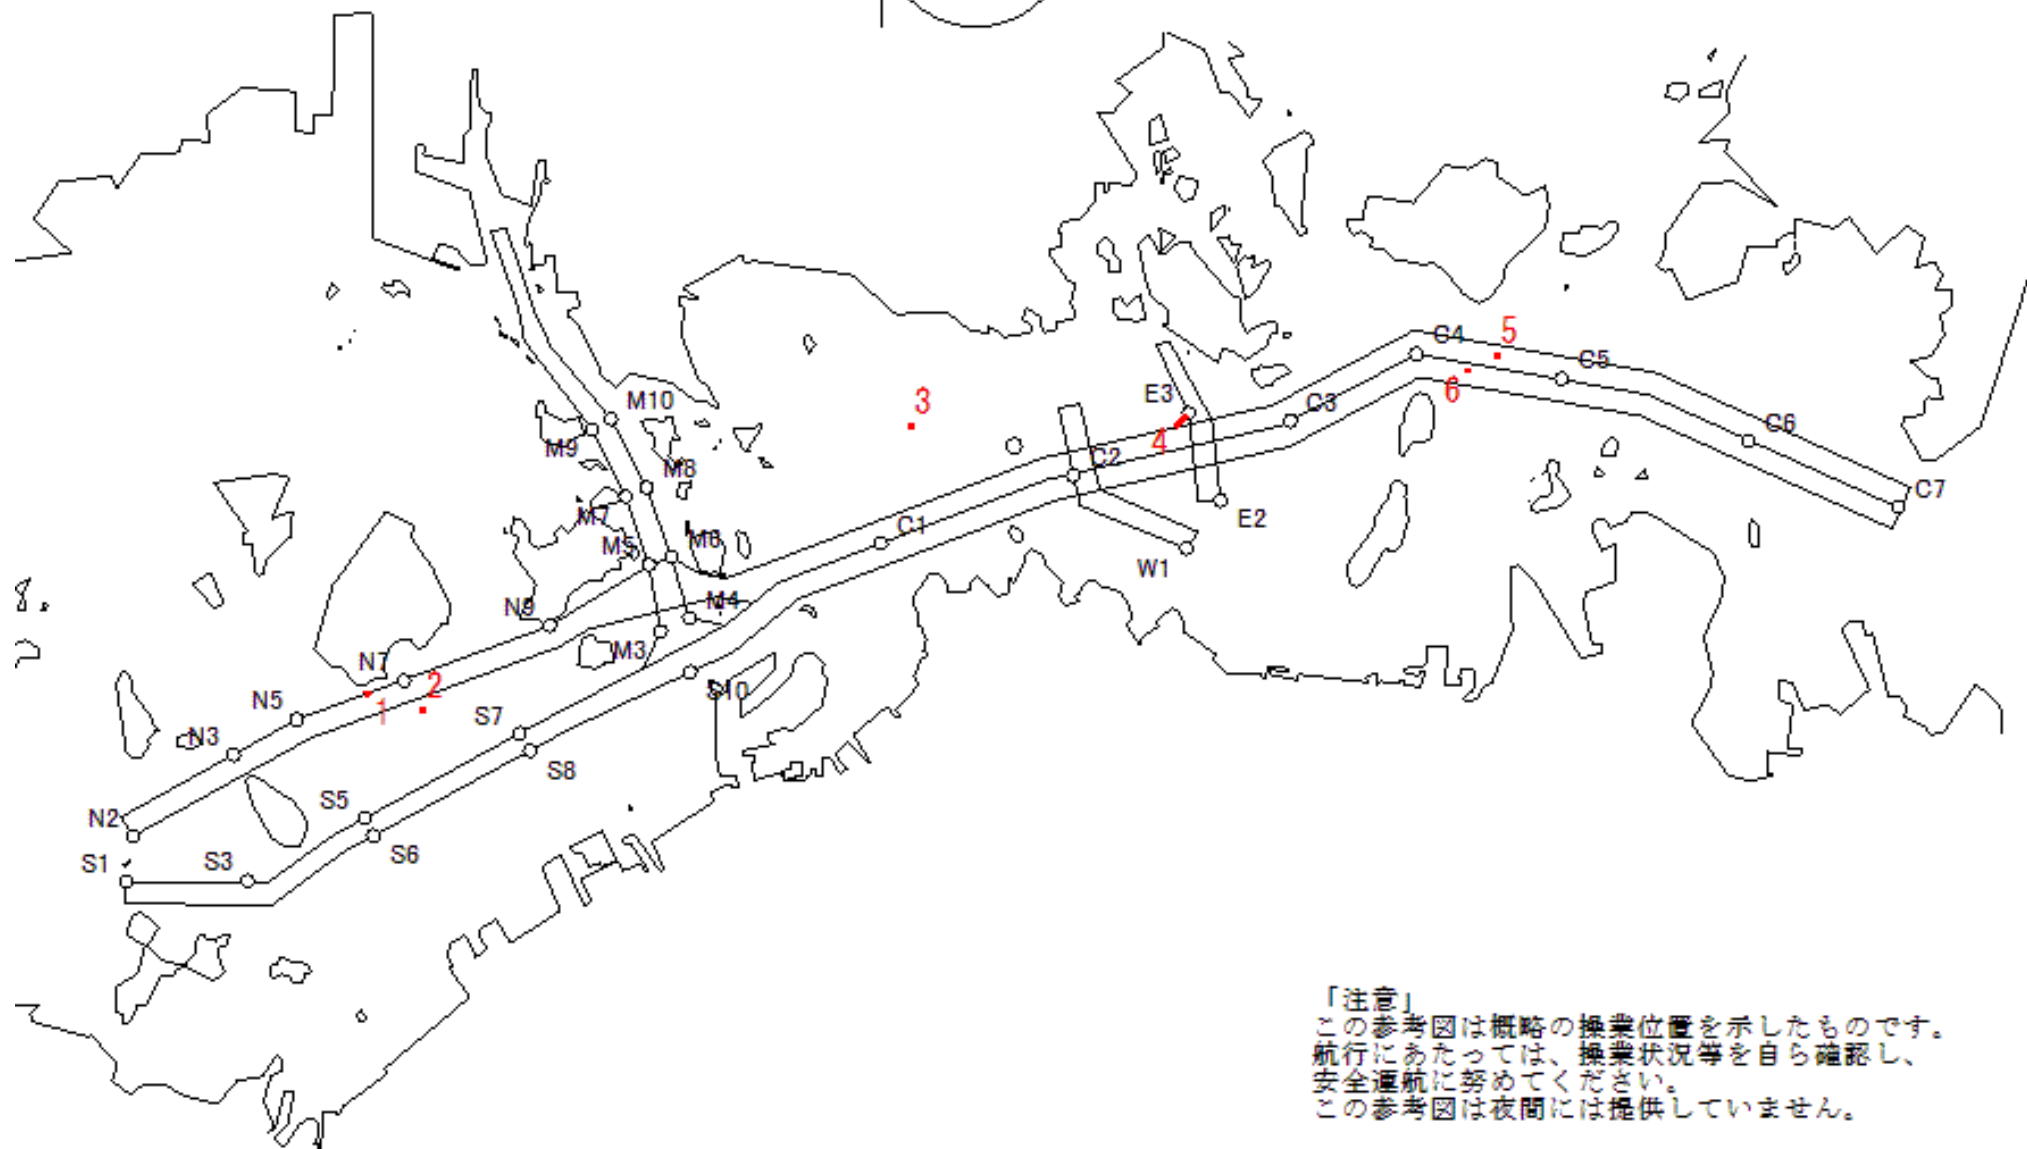 C4
5
C5
M10
3
E3
6
C3
4
C6
M9
C2
M8
C7
M7
C1
E2
M5
M6
W1
N9
M4
M3
N7
2
S10
N5
1
S7
N3
S8
S5
N2
S6
S1
S3
「注意」
この参考図は概略の操業位置を示したものです。
航行にあたっては、操業状況等を自ら確認し、
安全運航に努めてください。
この参考図は夜間には提供していません。